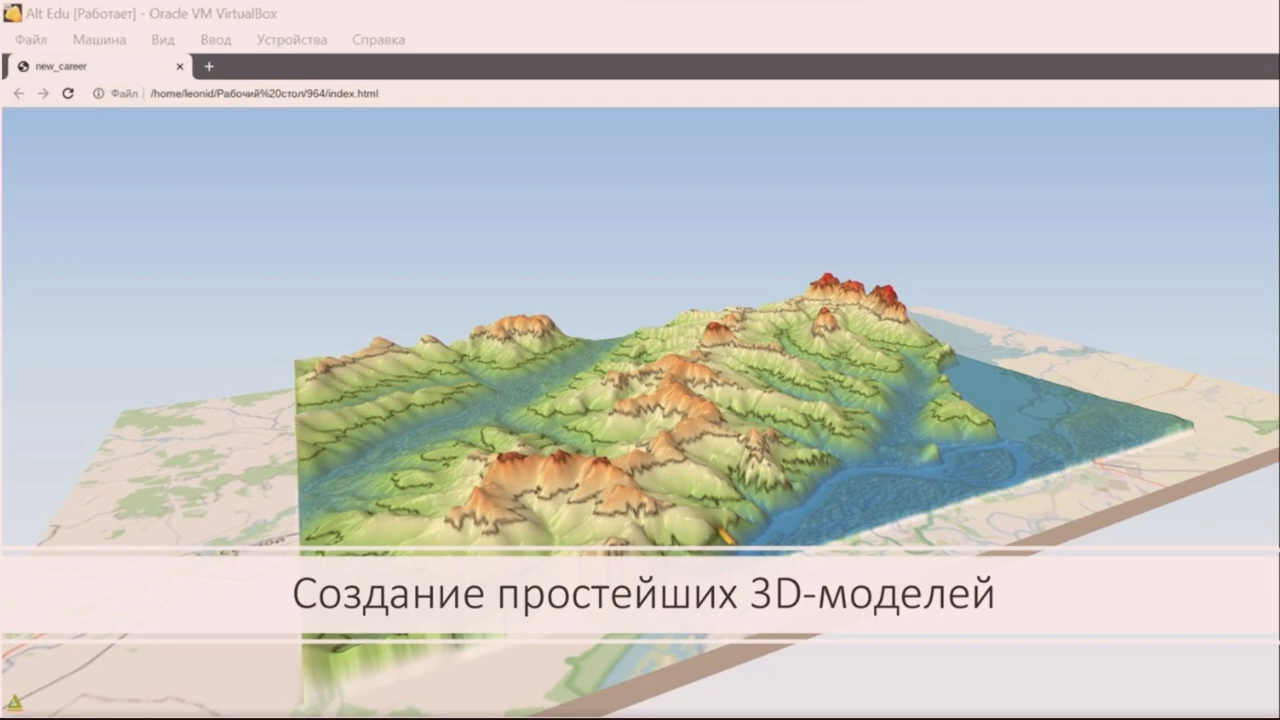 Alt Edu [Работает] - Oracle VM VirtualBox
Файл Машина Вид Ввод Устройства Справка
new_career
Файл /home/leonid/Рабочий%20стол/964/index.html
Создание простейших 3D-моделей